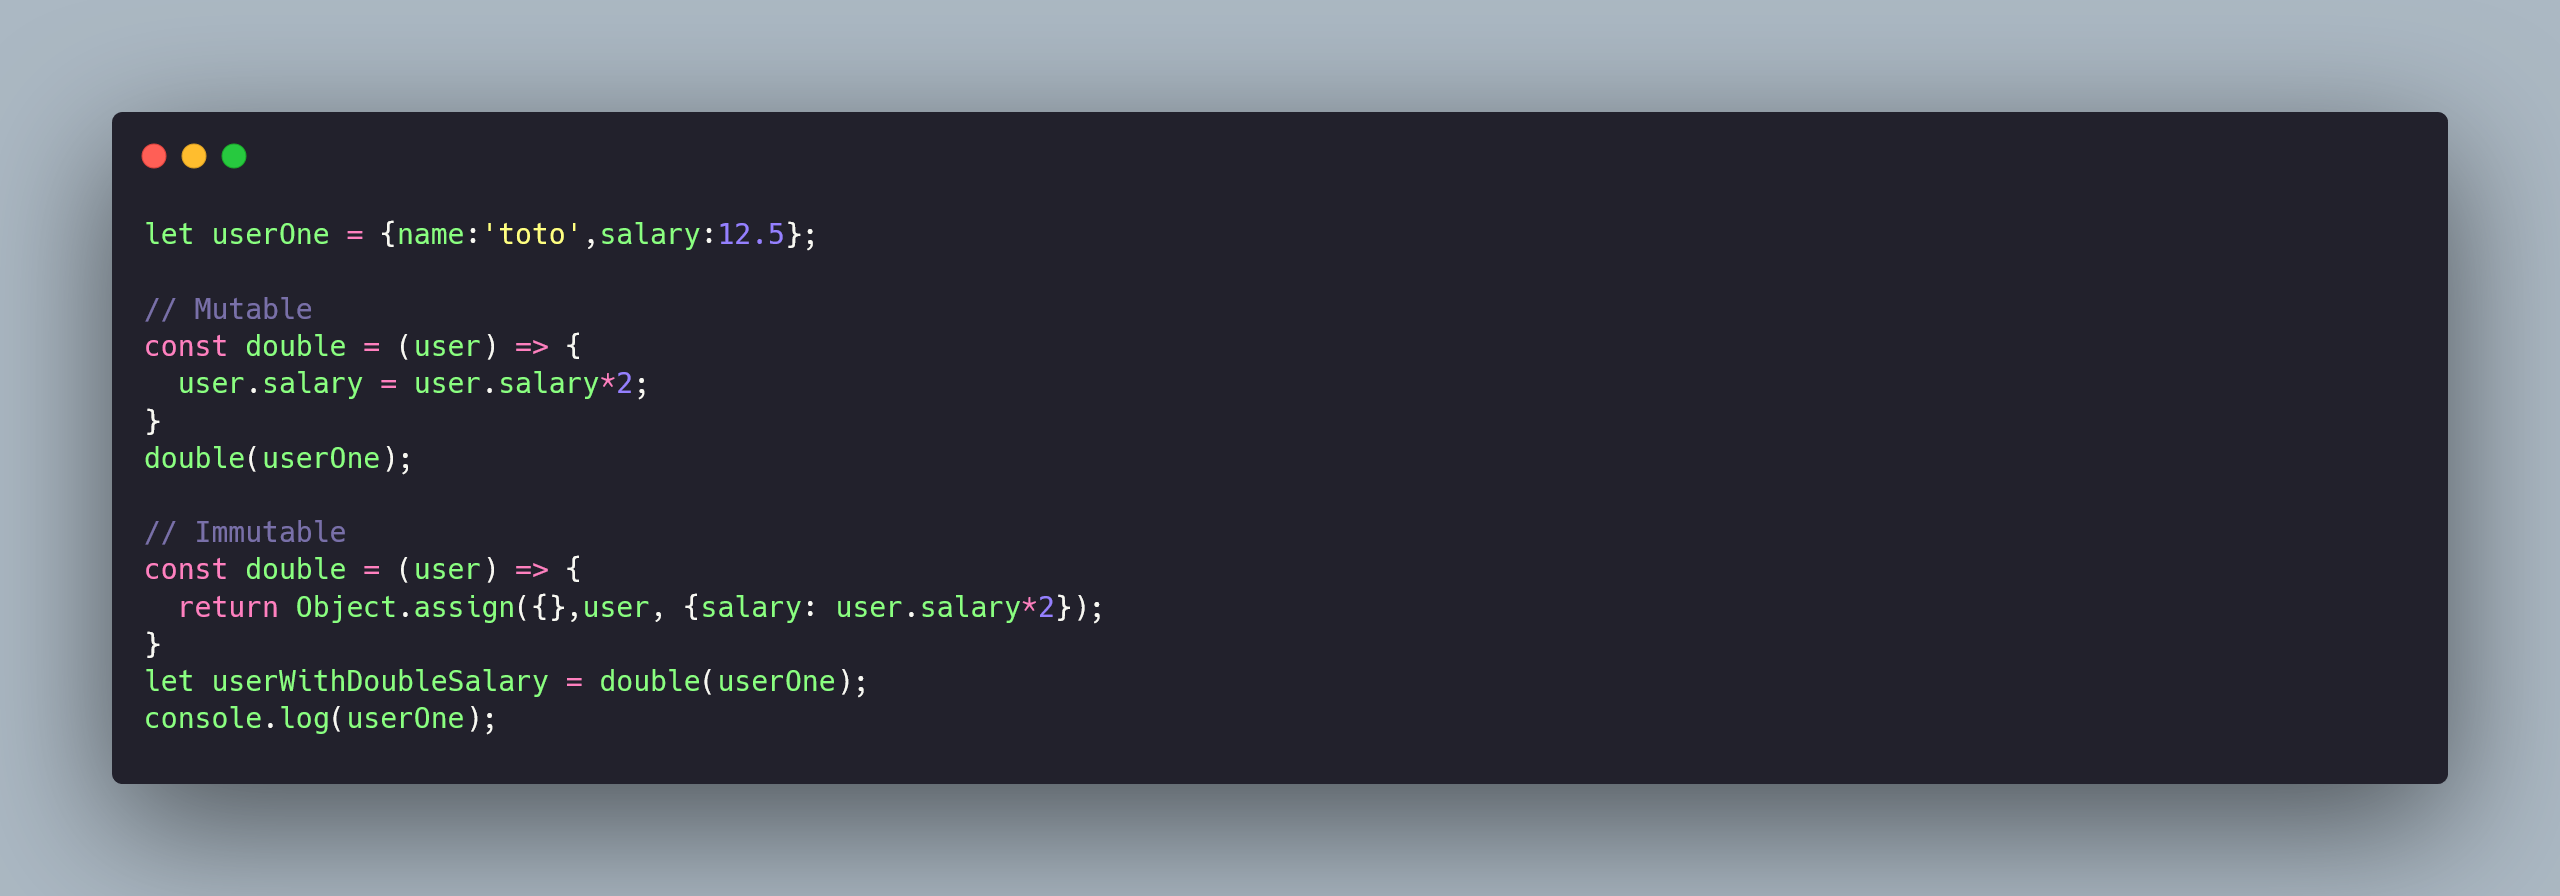 let userOne = {name:'toto',salary:12.5};

// Mutable
const double = (user) => {
  user.salary = user.salary*2;
}
double(userOne);

// Immutable
const double = (user) => {
  return Object.assign({},user, {salary: user.salary*2});
}
let userWithDoubleSalary = double(userOne);
console.log(userOne);